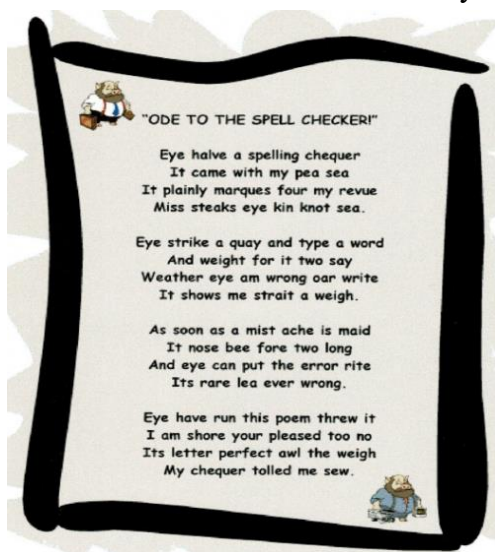 "ODE TO THE SPELL CHECKER!"
Eye halve a spelling chequer
It came with my pea sea
It plainly marques four my revue
Miss steaks eye kin knot sea.
Eye strike a quay and type a word
And weight for it two say
Weather eye am wrong oar write
It shows me strait a weigh.
As soon as a mist ache is maid
It nose bee fore two long
And eye can put the error rite
Its rare lea ever wrong.
Eye have run this poem threw it
I am shore your pleased too no
Its letter perfect awl the weigh
My chequer tolled me sew.